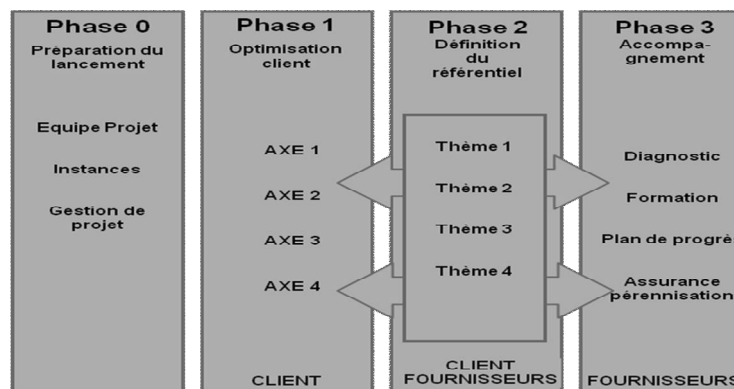 Phase 0
Préparation du
lancement
Equipe Projet
Instances
Gestion de
projet
Phase 1
Optimisation
client
AXE 1
AXE 2
AXE 3
AXE 4
CLIENT
Phase 2
Définition
du
référentiel
Thème 1
Thème 2
Thème 3
Thème 4
CLIENT
FOURNISSEURS
Phase 3
Accompa-
gnement
Diagnostic
Formation
Plan de progrè
Assurance
pérennisation
FOURNISSEURS